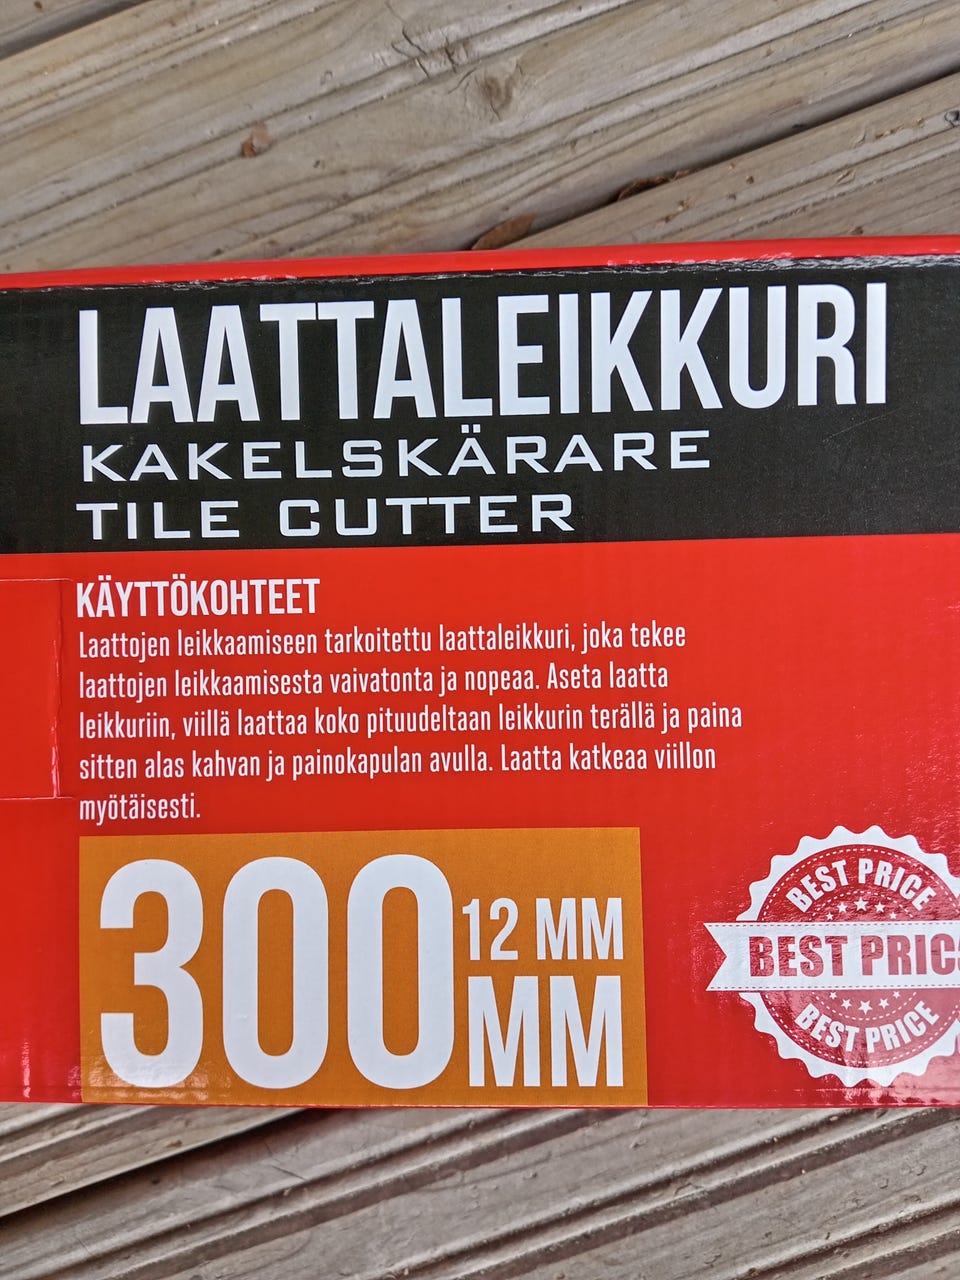 LAATTALEIKKURI
KAKELSKÄRARE
TILE CUTTER
KÄYTTÖKOHTEET
Laattojen leikkaamiseen tarkoitettu laattaleikkuri, joka tekee
laattojen leikkaamisesta vaivatonta ja nopeaa. Aseta laatta
leikkuriin, viillä laattaa koko pituudeltaan leikkurin terällä ja paina
sitten alas kahvan ja painokapulan avulla. Laatta katkeaa viillon
myötäisesti.
300
12 MM
MM
BEST PRICE
BEST PRIC
BEST PRICE